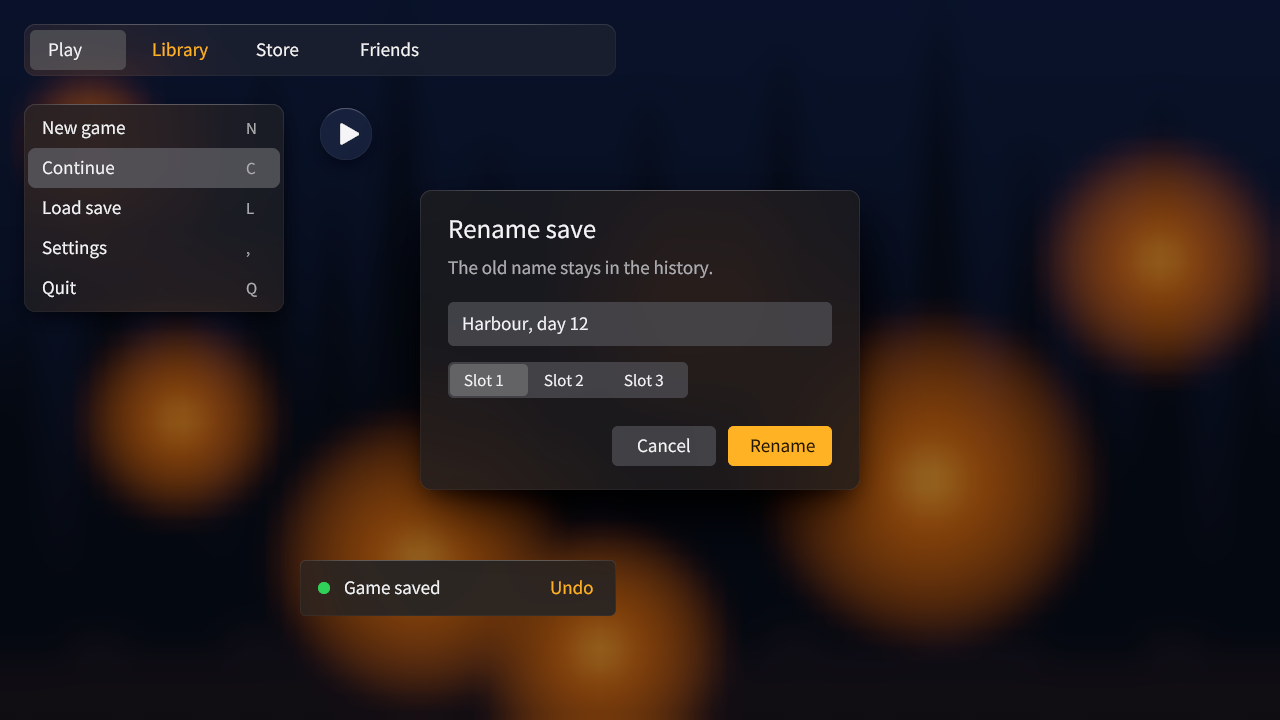 Play Library Store Friends
New game N
Continue C
Load save L
Settings ,
Quit Q
Rename save
The old name stays in the history.
Harbour, day 12
Slot 1 Slot 2 Slot 3
Cancel Rename
Game saved Undo